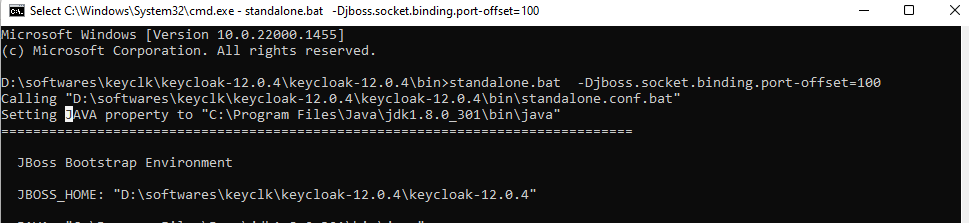 Select C:\Windows\System32\cmd.exe - standalone.bat -Djboss.socket.binding.port-offset=100
Microsoft Windows [Version 10.0.22000.1455]
(c) Microsoft Corporation. All rights reserved.
D:\softwares\keyclk\keycloak-12.0.4\keycloak-12.0.4\bin>standalone.bat  -Djboss.socket.binding.port-offset=100
Calling "D:\softwares\keyclk\keycloak-12.0.4\keycloak-12.0.4\bin\standalone.conf.bat"
Setting JAVA property to "C:\Program Files\Java\jdk1.8.0_301\bin\java"
===============================================================================
JBoss Bootstrap Environment
JBOSS_HOME: "D:\softwares\keyclk\keycloak-12.0.4\keycloak-12.0.4"